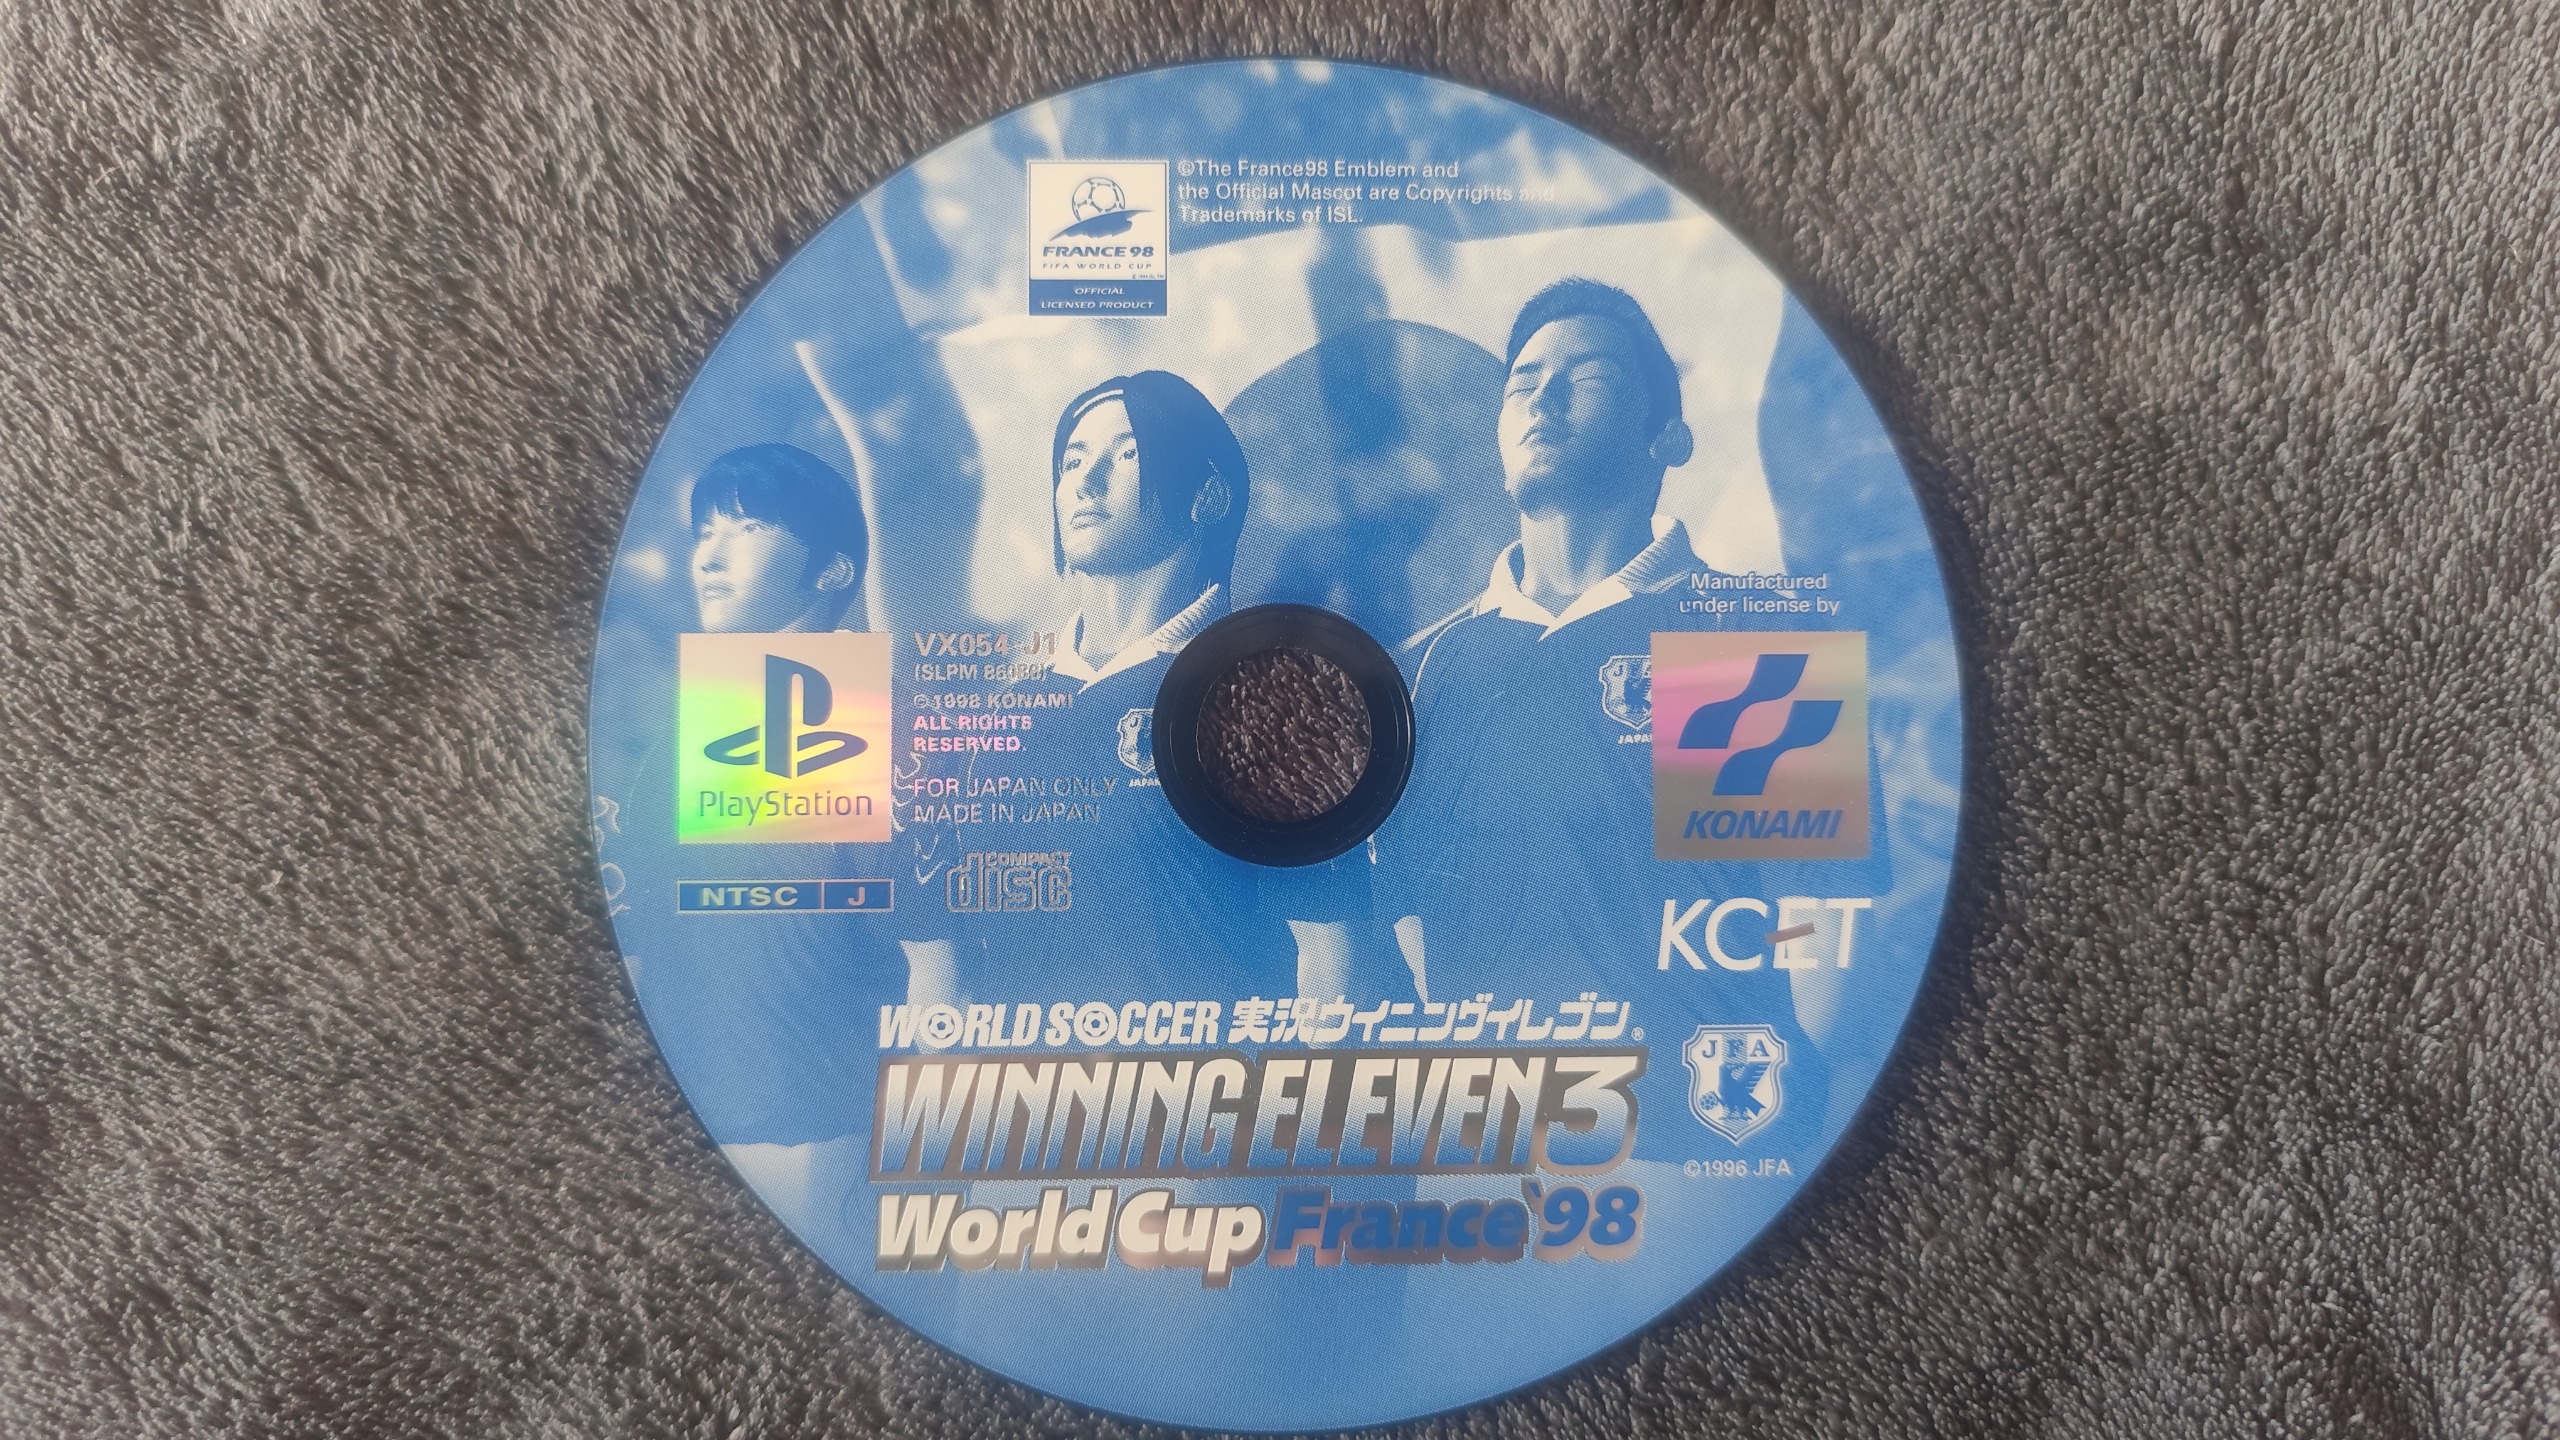 ©The France98 Emblem and
the Official Mascot are Copyrights and
Trademarks of ISL.
FRANCE 98
FIFA WORLD CUP
OFFICIAL
LICENSED PRODUCT
Manufactured
under license by
VX054-J1
(SLPM 86086)
©1998 KONAMI
ALL RIGHTS
RESERVED.
FOR JAPAN ONLY
MADE IN JAPAN
PlayStation
NTSC J
COMPACT
disc
JAPAN
KONAMI
KCET
WORLD SOCCER 実況ウイニングイレブン®
WINNING ELEVEN 3
World Cup France '98
JFA
©1996 JFA